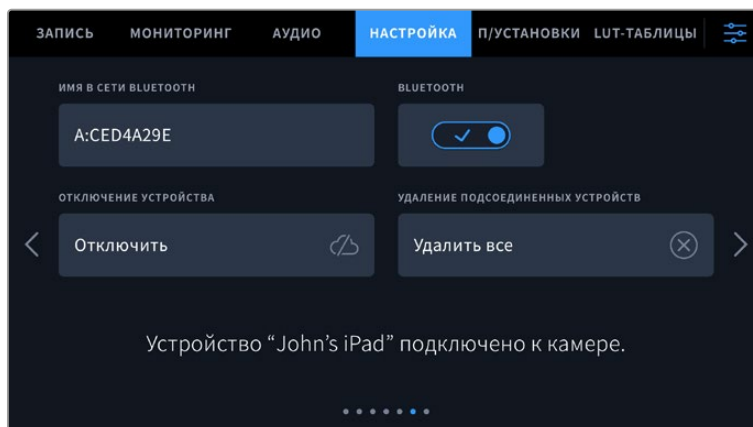 ЗАПИСЬ МОНИТОРИНГ АУДИО НАСТРОЙКА П/УСТАНОВКИ LUT-ТАБЛИЦЫ
ИМЯ В СЕТИ BLUETOOTH BLUETOOTH
A:CED4A29E
ОТКЛЮЧЕНИЕ УСТРОЙСТВА УДАЛЕНИЕ ПОДСОЕДИНЕННЫХ УСТРОЙСТВ
Отключить Удалить все
Устройство “John’s iPad” подключено к камере.